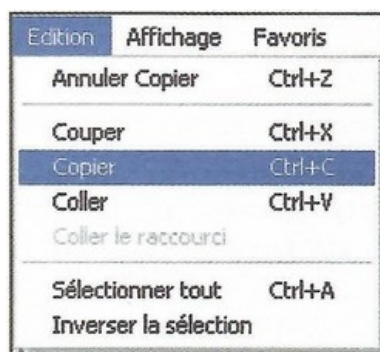 Edition Affichage Favoris
Annuler Copier Ctrl+Z
Couper Ctrl+X
Copier Ctrl+C
Coller Ctrl+V
Coller le raccourci
Sélectionner tout Ctrl+A
Inverser la sélection